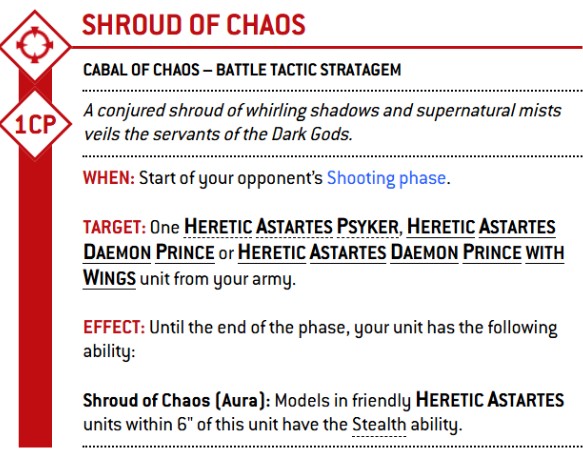 SHROUD OF CHAOS
CABAL OF CHAOS – BATTLE TACTIC STRATAGEM
1CP
A conjured shroud of whirling shadows and supernatural mists
veils the servants of the Dark Gods.
WHEN: Start of your opponent's Shooting phase.
TARGET: One HERETIC ASTARTES PSYKER, HERETIC ASTARTES
DAEMON PRINCE or HERETIC ASTARTES DAEMON PRINCE WITH
WINGS unit from your army.
EFFECT: Until the end of the phase, your unit has the following
ability:
Shroud of Chaos (Aura): Models in friendly HERETIC ASTARTES
units within 6" of this unit have the Stealth ability.